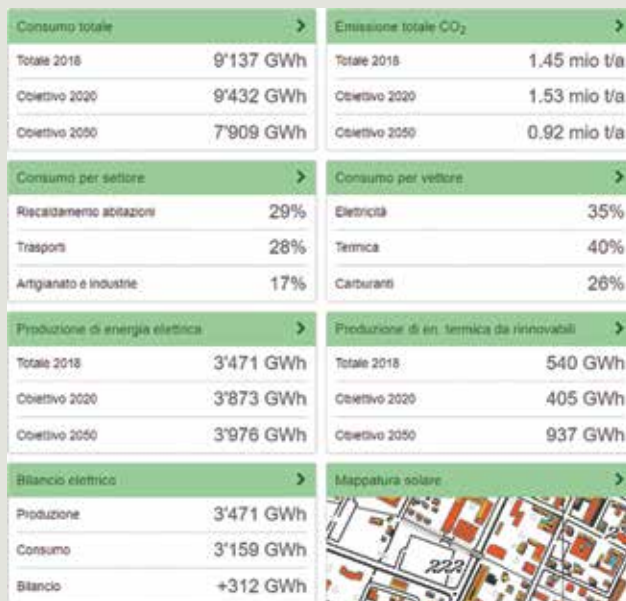 Consumo totale
Totale 2018 9'137 GWh
Obiettivo 2020 9'432 GWh
Obiettivo 2050 7'909 GWh
Emissione totale CO₂
Totale 2018 1.45 mio t/a
Obiettivo 2020 1.53 mio t/a
Obiettivo 2050 0.92 mio t/a
Consumo per settore
Riscaldamento abitazioni 29%
Trasporti 28%
Artigianato e industrie 17%
Consumo per vettore
Elettricità 35%
Termica 40%
Carburanti 26%
Produzione di energia elettrica
Totale 2018 3'471 GWh
Obiettivo 2020 3'873 GWh
Obiettivo 2050 3'976 GWh
Produzione di en. termica da rinnovabili
Totale 2018 540 GWh
Obiettivo 2020 405 GWh
Obiettivo 2050 937 GWh
Bilancio elettrico
Produzione 3'471 GWh
Consumo 3'159 GWh
Bilancio +312 GWh
Mappatura solare
222